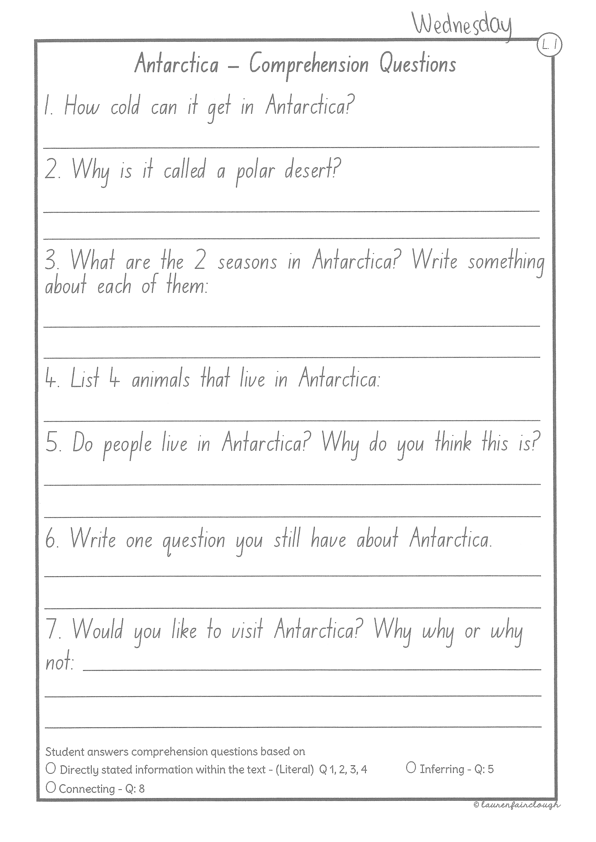 Wednesday
L 1
Antarctica – Comprehension Questions
1. How cold can it get in Antarctica?
2. Why is it called a polar desert?
3. What are the 2 seasons in Antarctica? Write something
about each of them:
4. List 4 animals that live in Antarctica:
5. Do people live in Antarctica? Why do you think this is?
6. Write one question you still have about Antarctica.
7. Would you like to visit Antarctica? Why why or why
not:
Student answers comprehension questions based on
O Directly stated information within the text - (Literal) Q 1, 2, 3, 4 O Inferring - Q: 5
O Connecting - Q: 8
© laurenfairclough